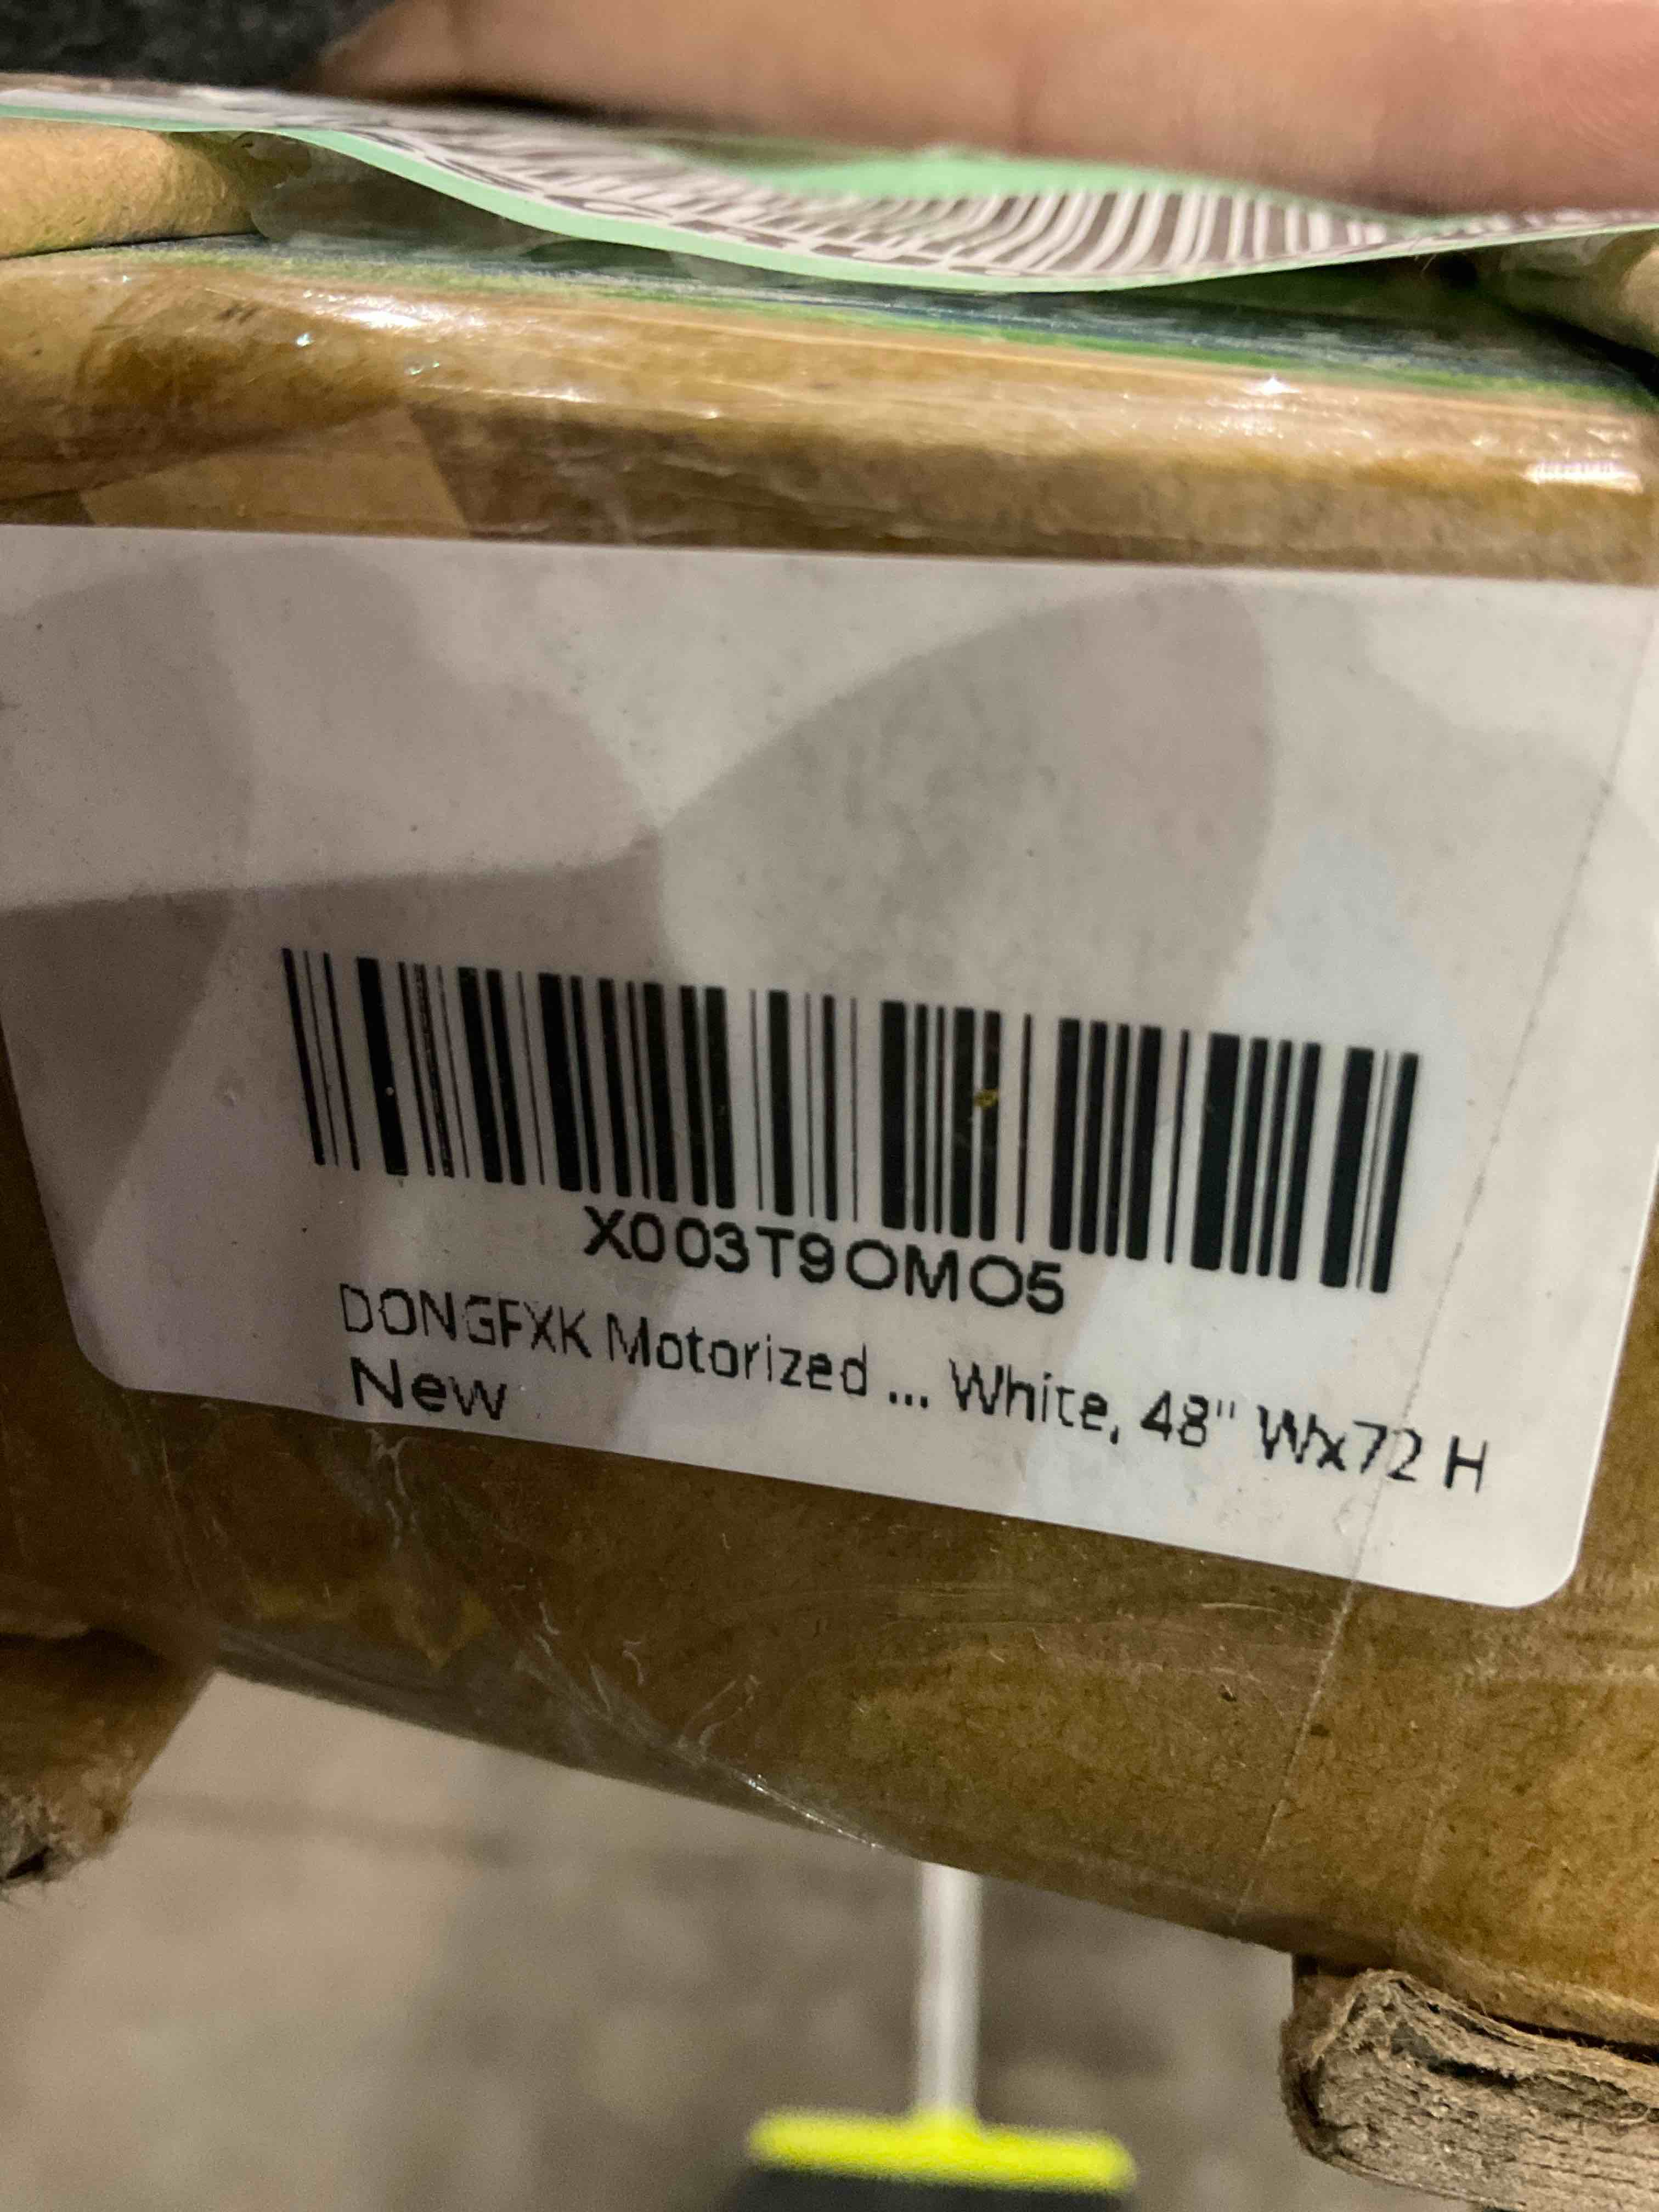 X003T9OMO5
DONGFXK Motorized ... White, 48" Wx72 H
New